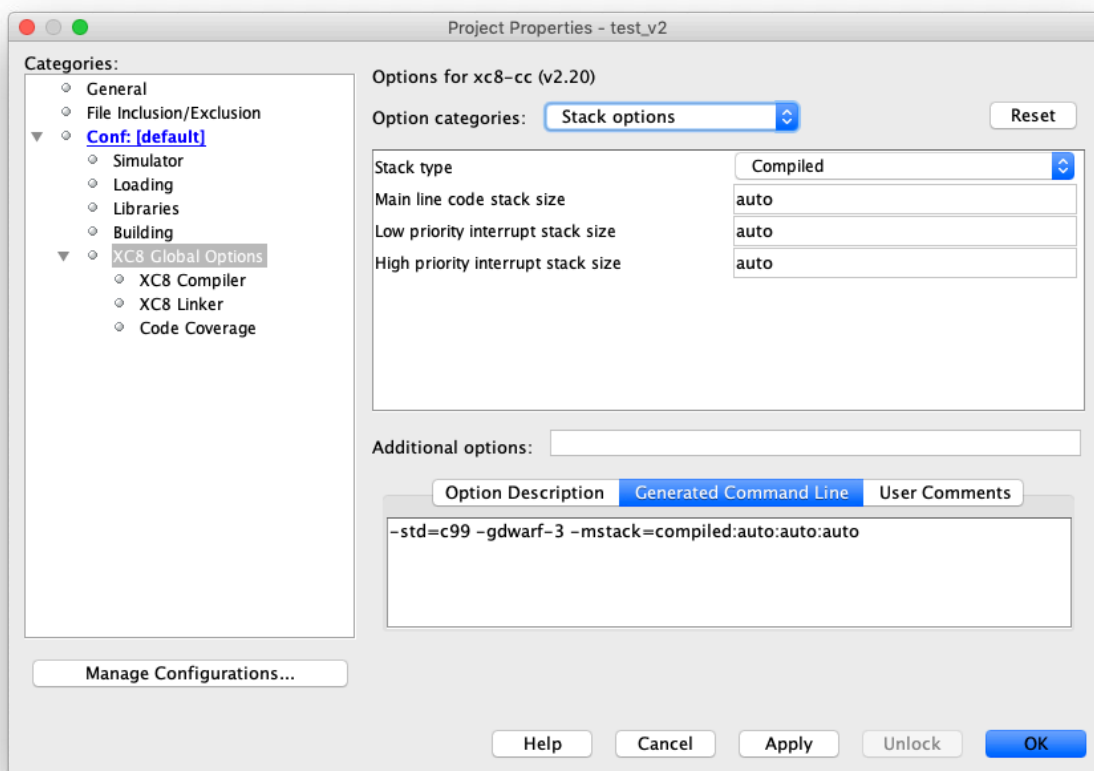 Project Properties - test_v2
Categories:
General
File Inclusion/Exclusion
Conf: [default]
Simulator
Loading
Libraries
Building
XC8 Global Options
XC8 Compiler
XC8 Linker
Code Coverage
Manage Configurations...
Options for xc8-cc (v2.20)
Option categories: Stack options Reset
Stack type Compiled
Main line code stack size auto
Low priority interrupt stack size auto
High priority interrupt stack size auto
Additional options:
Option Description Generated Command Line User Comments
-std=c99 -gdwarf-3 -mstack=compiled:auto:auto:auto
Help Cancel Apply Unlock OK